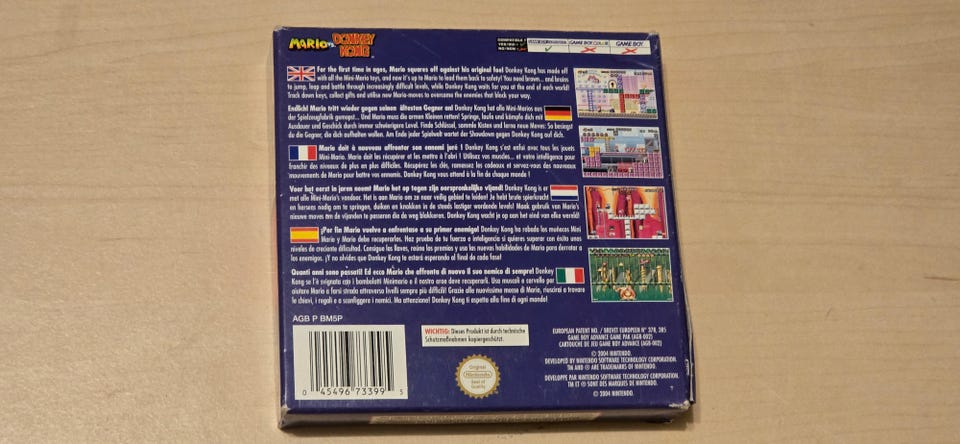 MARIO VS. DONKEY KONG
COMPATIBLE
YES/OUI
NO/NON
GAME BOY ADVANCE
GAME BOY COLOR
GAME BOY
For the first time in ages, Mario squares off against his original foe! Donkey Kong has made off
with all the Mini-Mario toys, and now it's up to Mario to lead them back to safety! You need brawn... and brains
to jump, leap and battle through increasingly difficult levels, while Donkey Kong waits for you at the end of each world!
Track down keys, collect gifts and utilise new Mario-moves to overcome the enemies that block your way.
Endlich! Mario tritt wieder gegen seinen ältesten Gegner an! Donkey Kong hat alle Mini-Marios aus
der Spielzeugfabrik gemopst... Und Mario muss die armen Kleinen retten! Springe, laufe und kämpfe dich mit
Ausdauer und Geschick durch immer schwierigere Level. Finde Schlüssel, sammle Kisten und lerne neue Moves: So besiegst
du die Gegner, die dich aufhalten wollen. Am Ende jeder Spielwelt wartet der Showdown gegen Donkey Kong auf dich.
Mario doit à nouveau affronter son ennemi juré ! Donkey Kong s'est enfui avec tous les jouets
Mini-Mario. Mario doit les récupérer et les mettre à l'abri ! Utilisez vos muscles... et votre intelligence pour
franchir des niveaux de plus en plus difficiles. Récupérez les clés, ramassez les cadeaux et servez-vous des nouveaux
mouvements de Mario pour battre vos ennemis. Donkey Kong vous attend à la fin de chaque monde !
Voor het eerst in jaren neemt Mario het op tegen zijn oorspronkelijke vijand! Donkey Kong is er
met alle Mini-Mario's vandoor. Het is aan Mario om ze naar veilig gebied te leiden! Je hebt brute spierkracht
en hersens nodig om te springen, duiken en knokken in de steeds lastiger wordende levels! Maak gebruik van Mario's
nieuwe moves om de vijanden te passeren die de weg blokkeren. Donkey Kong wacht je op aan het eind van elke wereld!
¡Por fin Mario vuelve a enfrentarse a su primer enemigo! Donkey Kong ha robado los muñecos Mini
Mario y Mario debe recuperarlos. Haz prueba de tu fuerza e inteligencia si quieres superar con éxito unos
niveles de creciente dificultad. Consigue las llaves, reúne los premios y usa las nuevas habilidades de Mario para derrotar a
los enemigos. ¡Y no olvides que Donkey Kong te estará esperando al final de cada fase!
Quanti anni sono passati! Ed ecco Mario che affronta di nuovo il suo nemico di sempre! Donkey
Kong se l'è svignata con i bambolotti Minimario e il nostro eroe deve recuperarli. Usa muscoli e cervello per
aiutare Mario a farsi strada attraverso livelli sempre più difficili! Grazie alle nuovissime mosse di Mario, riuscirai a trovare
le chiavi, i regali e a sconfiggere i nemici. Ma attenzione! Donkey Kong ti aspetta alla fine di ogni mondo!
AGB P BM5P
0 45496 73399 5
WICHTIG: Dieses Produkt ist durch technische
Schutzmaßnahmen kopiergeschützt.
Original
Nintendo
Seal of
Quality
EUROPEAN PATENT NO. / BREVET EUROPEEN N° 378, 385
GAME BOY ADVANCE GAME PAK (AGB-002)
CARTOUCHE DE JEU GAME BOY ADVANCE (AGB-002)
© 2004 NINTENDO.
DEVELOPED BY NINTENDO SOFTWARE TECHNOLOGY CORPORATION.
TM AND ® ARE TRADEMARKS OF NINTENDO.
DEVELOPPE PAR NINTENDO SOFTWARE TECHNOLOGY CORPORATION.
TM ET ® SONT DES MARQUES DE NINTENDO.
© 2004 NINTENDO.